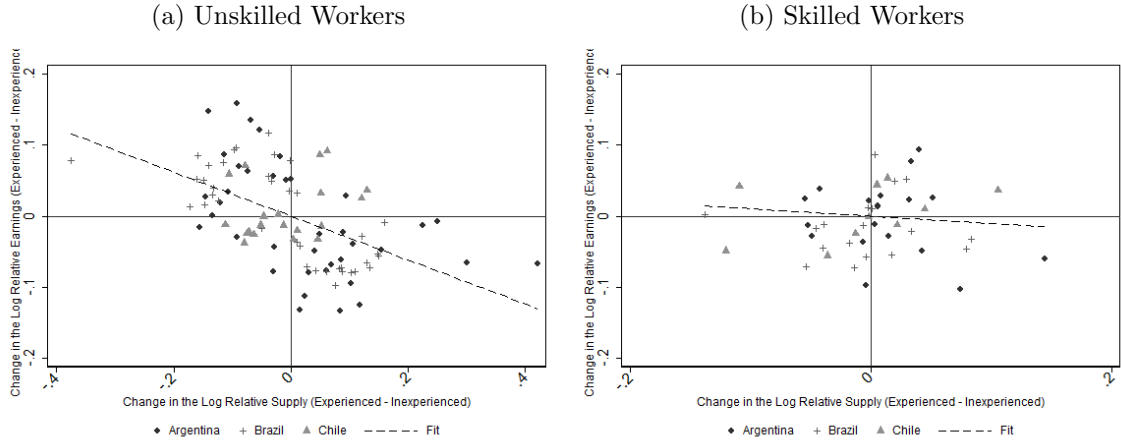 (a) Unskilled Workers
(b) Skilled Workers
Change in the Log Relative Earnings (Experienced - Inexperienced
.2
.1
0
-.1
-.2
-.4
-.2
0
.2
.4
Change in the Log Relative Supply (Experienced - Inexperienced)
Argentina
Brazil
Chile
Fit
Change in the Log Relative Earnings (Experienced - Inexperienced
.2
.1
0
-.1
-.2
-.2
0
.2
Change in the Log Relative Supply (Experienced - Inexperienced)
Argentina
Brazil
Chile
Fit